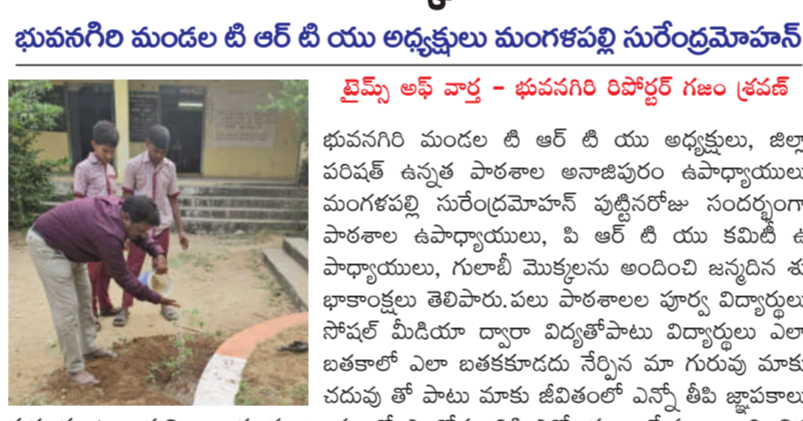 భువనగిరి మండల టి ఆర్ టి యు అధ్యక్షులు మంగళపల్లి సురేంద్రమోహన్
టైమ్స్ అఫ్ వార్త - భువనగిరి రిపోర్టర్ గజం శ్రవణ్
భువనగిరి మండల టి ఆర్ టి యు అధ్యక్షులు, జిల్లా
పరిషత్ ఉన్నత పాఠశాల అనాజిపురం ఉపాధ్యాయులు
మంగళపల్లి సురేంద్రమోహన్ పుట్టినరోజు సందర్భంగా
పాఠశాల ఉపాధ్యాయులు, పి ఆర్ టి యు కమిటీ ఉ
పాధ్యాయులు, గులాబీ మొక్కలను అందించి జన్మదిన శు
భాకాంక్షలు తెలిపారు.పలు పాఠశాలల పూర్వ విద్యార్థులు
సోషల్ మీడియా ద్వారా విద్యతోపాటు విద్యార్థులు ఎలా
బతకాలో ఎలా బతకకూడదు నేర్పిన మా గురువు మాకు
చదువు తో పాటు మాకు జీవితంలో ఎన్నో తీపి జ్ఞాపకాలు